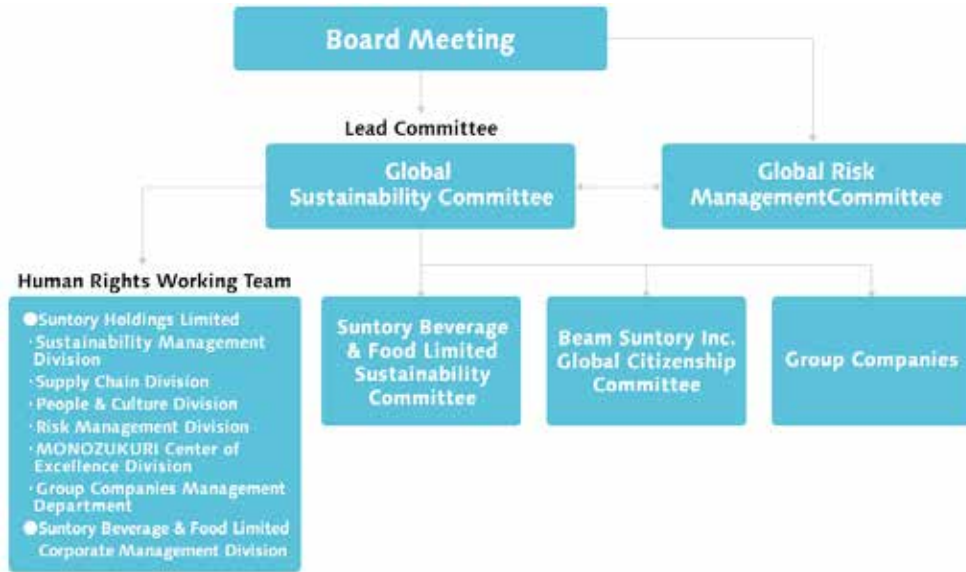 Board Meeting
Lead Committee
Global
Sustainability Committee
Global Risk
ManagementCommittee
Human Rights Working Team
●Suntory Holdings Limited
・Sustainability Management
Division
・Supply Chain Division
・People & Culture Division
・Risk Management Division
・MONOZUKURI Center of
Excellence Division
・Group Companies Management
Department
●Suntory Beverage & Food Limited
Corporate Management Division
Suntory Beverage
& Food Limited
Sustainability
Committee
Beam Suntory Inc.
Global Citizenship
Committee
Group Companies